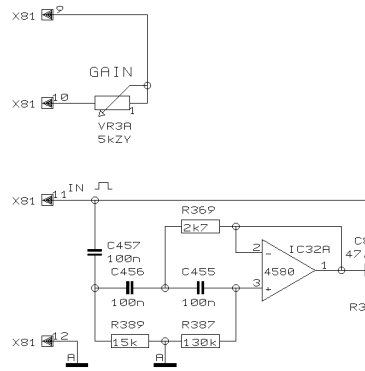 9
X81
GAIN
X81 10
1
VR3A
5kZY
X81 11 IN
R369
2k7
C457
100n
2
-
IC32A
4580
1
C456
C455
3
+
100n
100n
R389
R387
15k
130k
X81 12
A
A